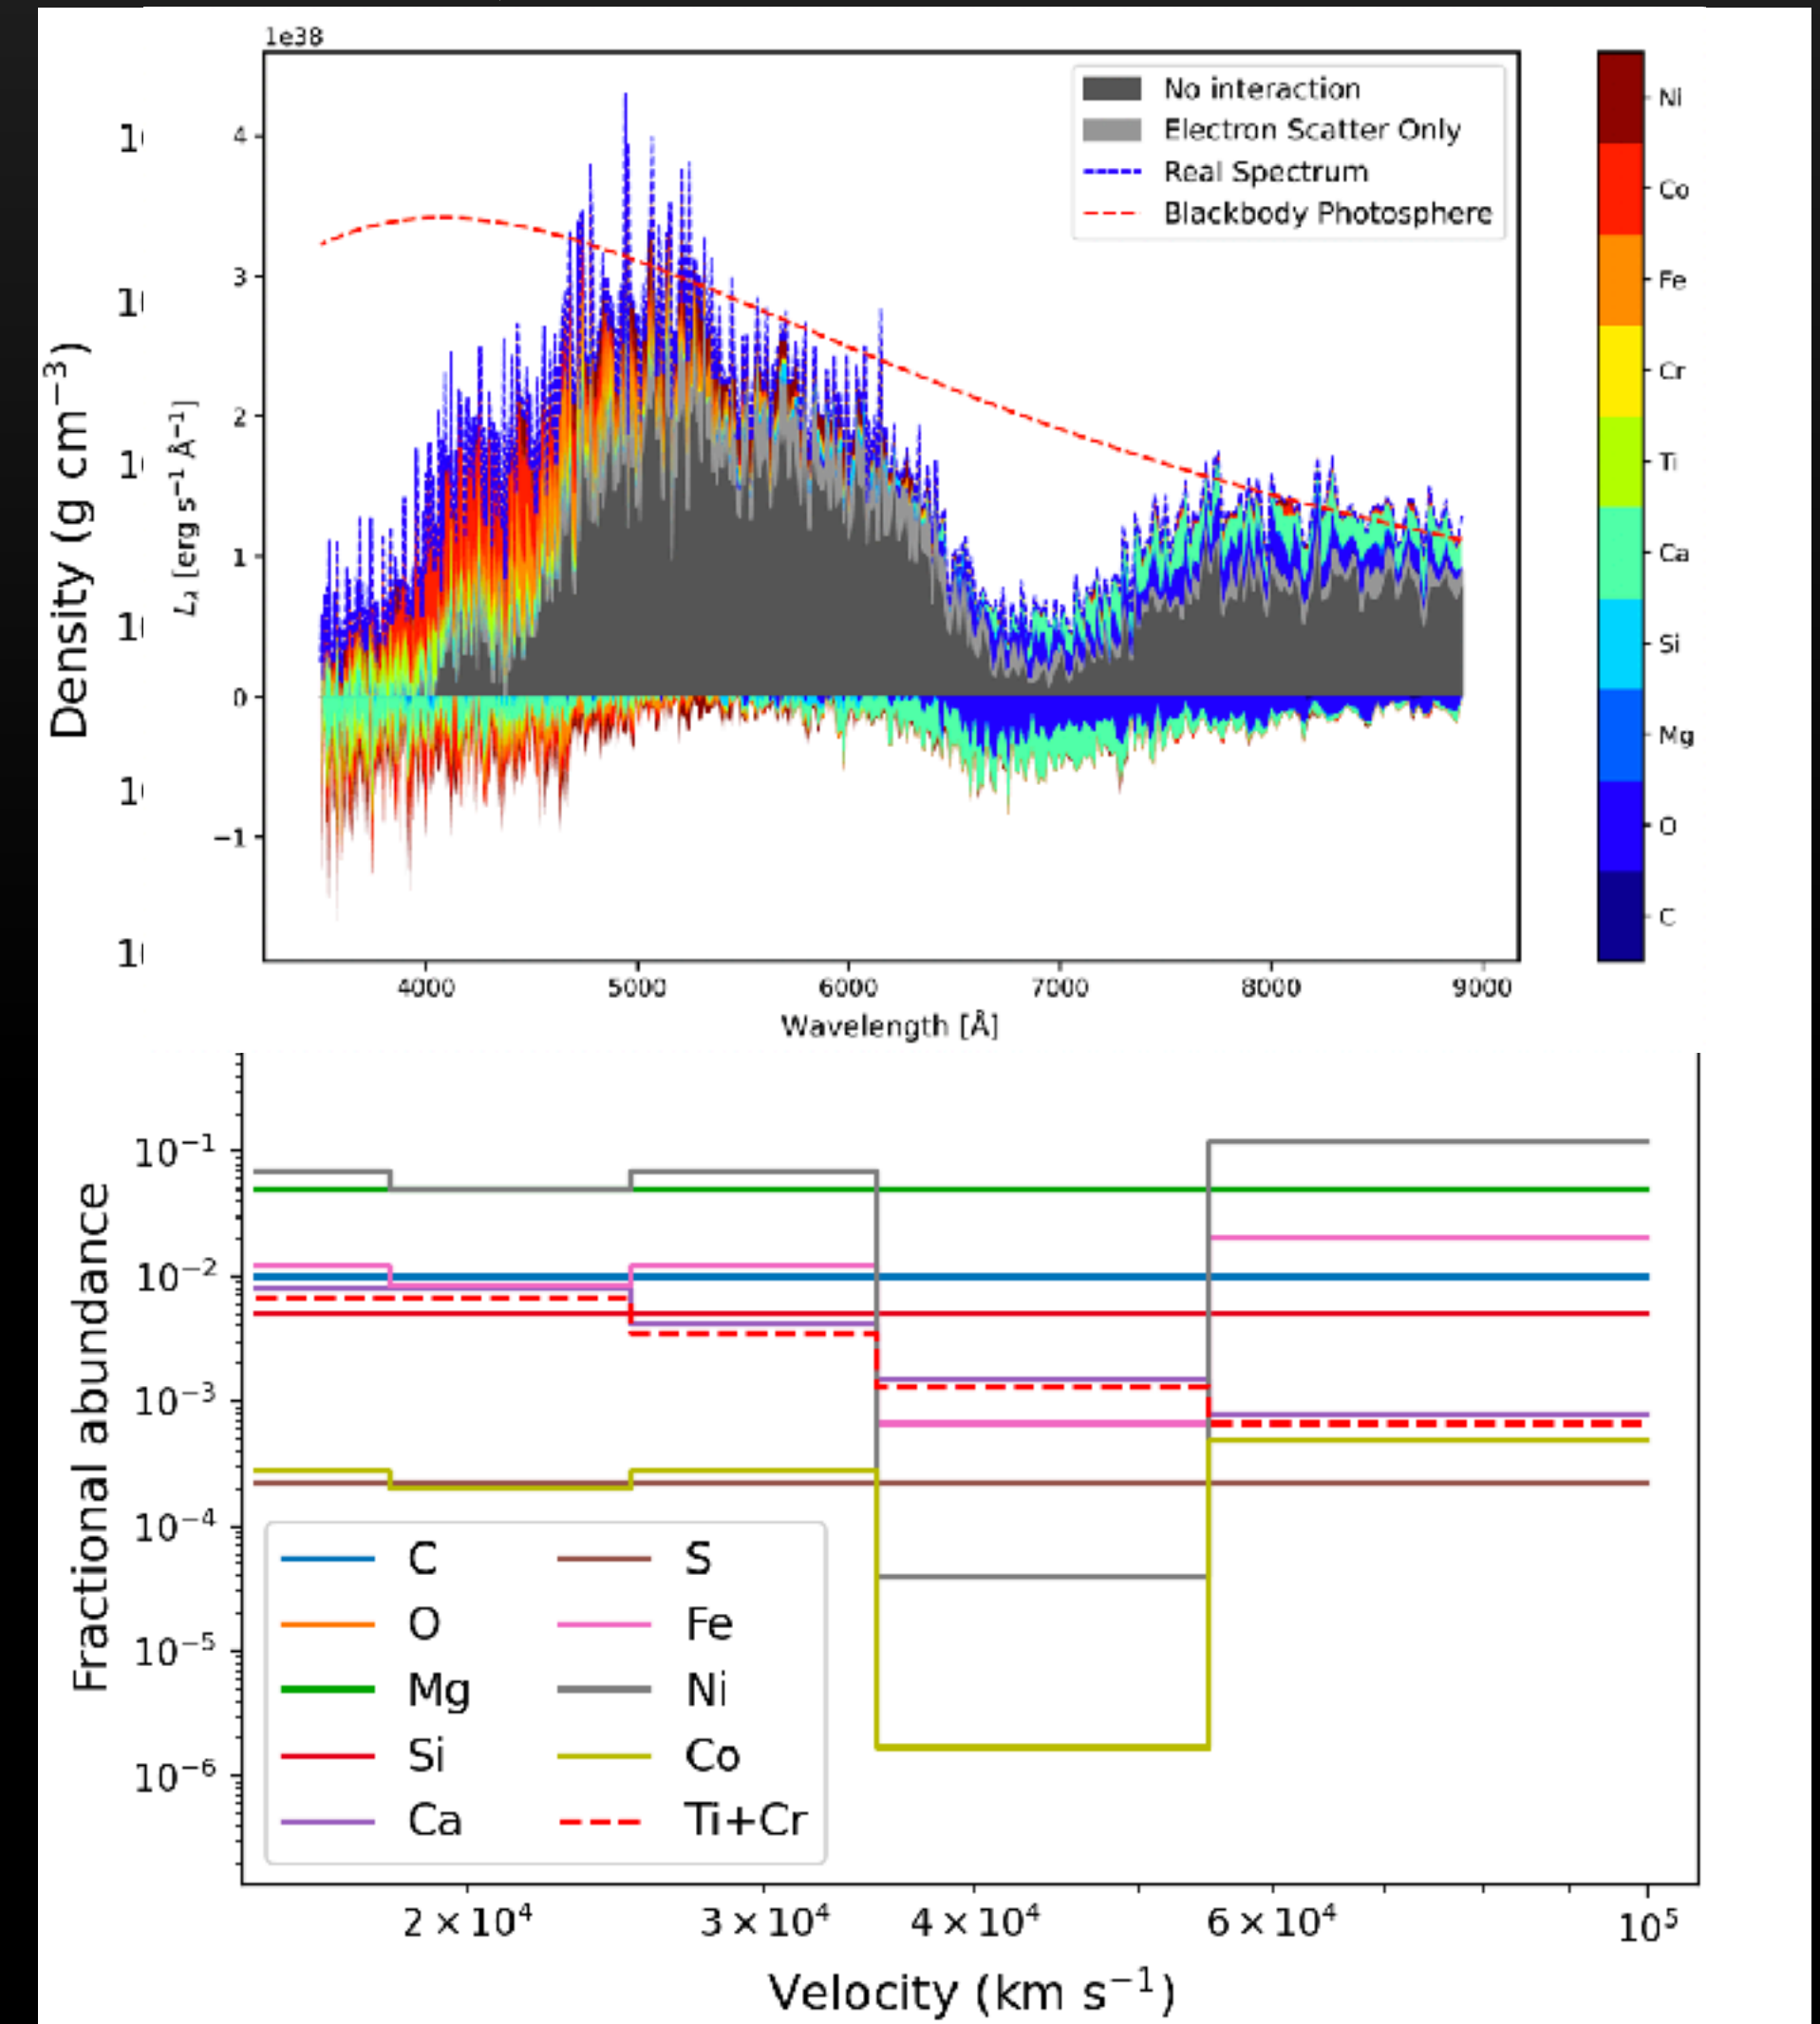 1e38
No interaction
Electron Scatter Only
Real Spectrum
Blackbody Photosphere
4
3
2
1
0
−1
Density (g cm⁻³)
L_λ [erg s⁻¹ Å⁻¹]
4000 5000 6000 7000 8000 9000
Wavelength [Å]
Ni
Co
Fe
Cr
Ti
Ca
Si
Mg
O
C
Fractional abundance
10⁻¹
10⁻²
10⁻³
10⁻⁴
10⁻⁵
10⁻⁶
C S
O Fe
Mg Ni
Si Co
Ca Ti+Cr
2×10⁴ 3×10⁴ 4×10⁴ 6×10⁴ 10⁵
Velocity (km s⁻¹)